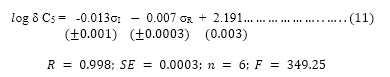 log δ C₅ = -0.013σI – 0.007 σR + 2.191………………….…..…..(11)
(±0.001) (±0.0003) (0.003)
R = 0.998; SE = 0.0003; n = 6; F = 349.25